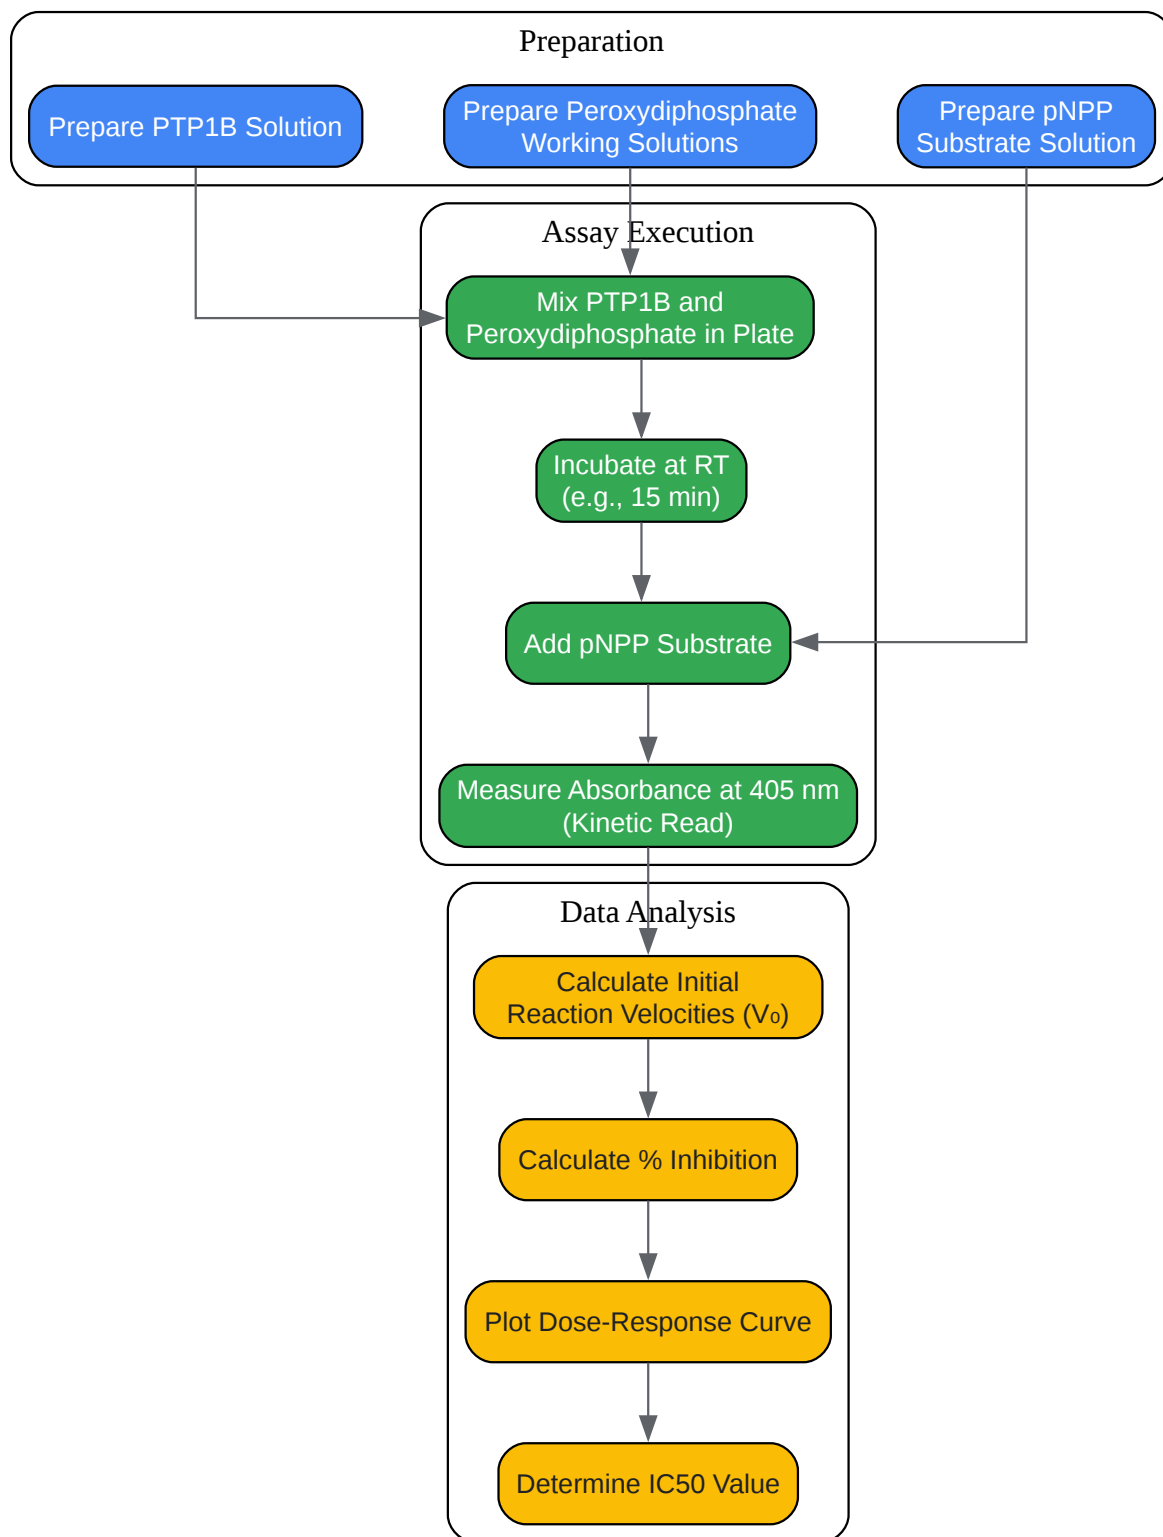 Preparation
Prepare PTP1B Solution
Prepare Peroxydiphosphate
Working Solutions
Prepare pNPP
Substrate Solution
Assay Execution
Mix PTP1B and
Peroxydiphosphate in Plate
Incubate at RT
(e.g., 15 min)
Add pNPP Substrate
Measure Absorbance at 405 nm
(Kinetic Read)
Data Analysis
Calculate Initial
Reaction Velocities (V₀)
Calculate % Inhibition
Plot Dose-Response Curve
Determine IC50 Value